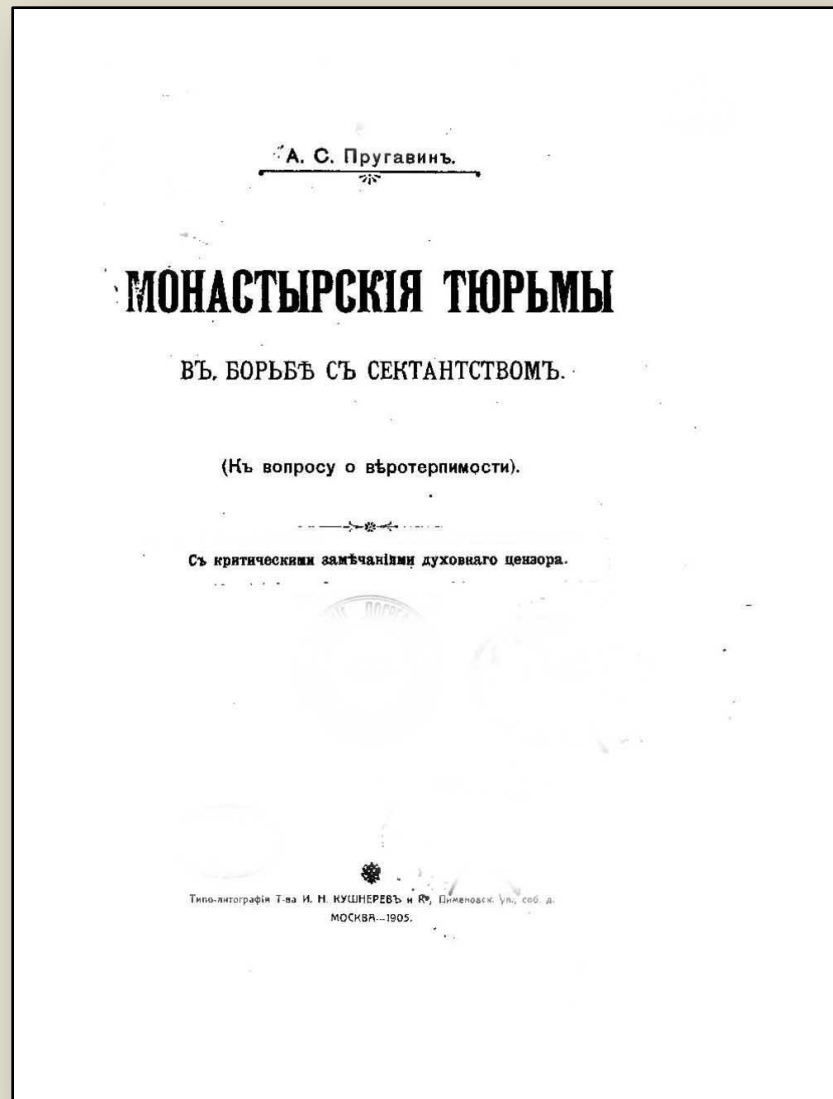 А. С. Пругавинъ.
МОНАСТЫРСКІЯ ТЮРЬМЫ
ВЪ, БОРЬБѢ СЪ СЕКТАНТСТВОМЪ.
(Къ вопросу о вѣротерпимости).
Съ критическими замѣчаніями духовнаго цензора.
Типо-литографія Т-ва И. Н. КУШНЕРЕВЪ и Кº, Пименовск. ул., соб. д.
МОСКВА—1905.